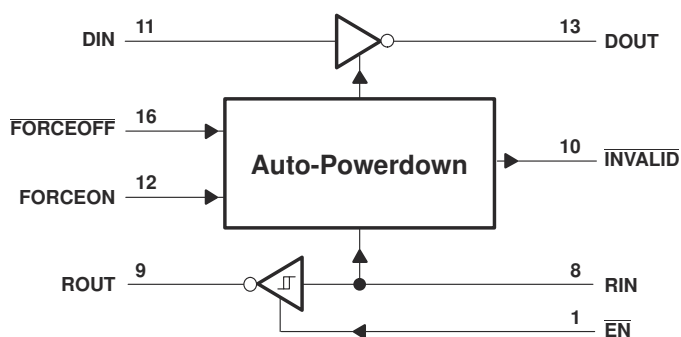 DIN 11 13 DOUT
FORCEOFF 16
Auto-Powerdown
10 INVALID
FORCEON 12
ROUT 9 8 RIN
1 EN